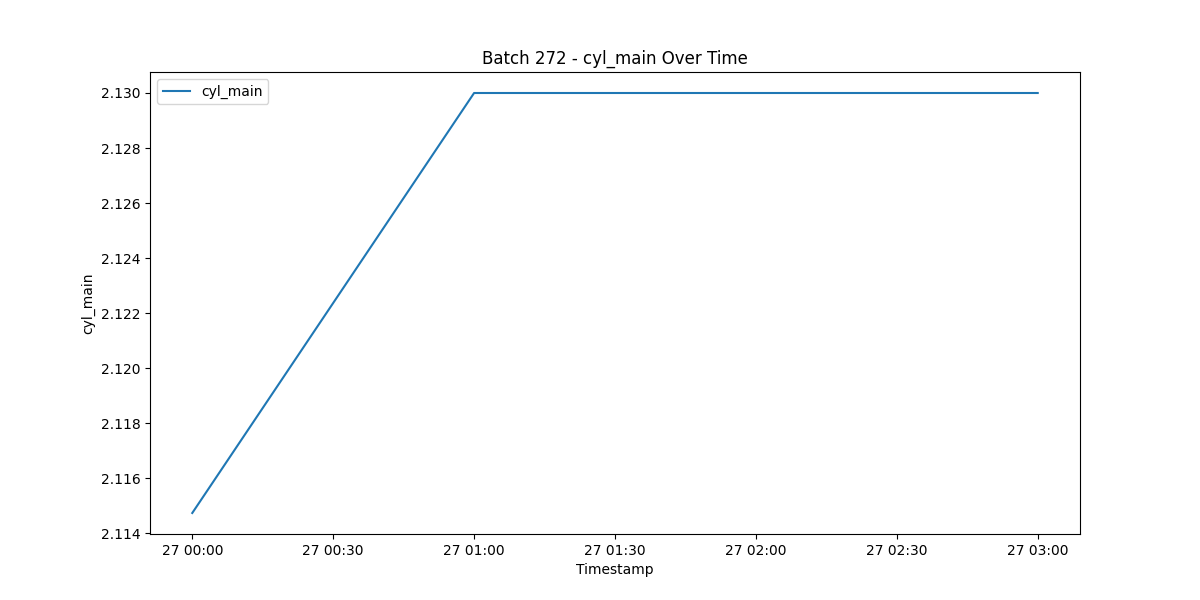 Batch 272 - cyl_main Over Time
cyl_main
2.130
2.128
2.126
2.124
2.122
2.120
2.118
2.116
2.114
cyl_main
27 00:00 27 00:30 27 01:00 27 01:30 27 02:00 27 02:30 27 03:00
Timestamp